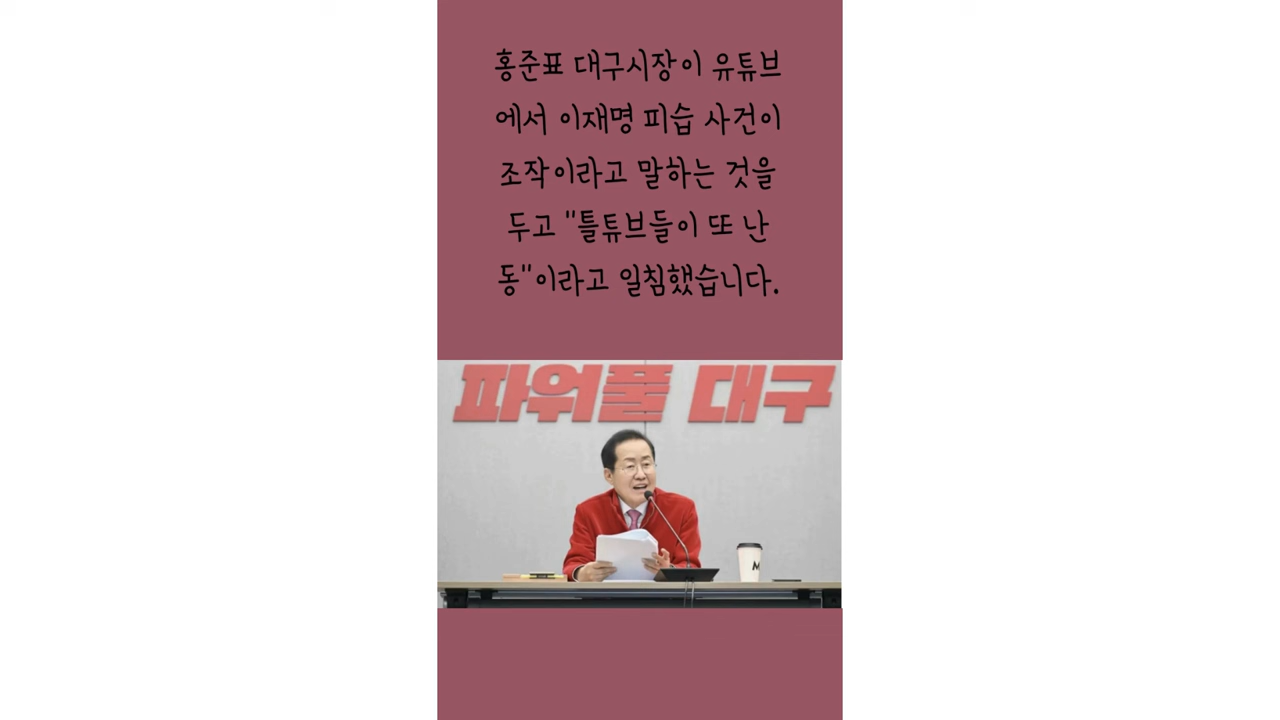 홍준표 대구시장이 유튜브
에서 이재명 피습 사건이
조작이라고 말하는 것을
두고 "틀튜브들이 또 난
동"이라고 일침했습니다.
파워풀 대구
M